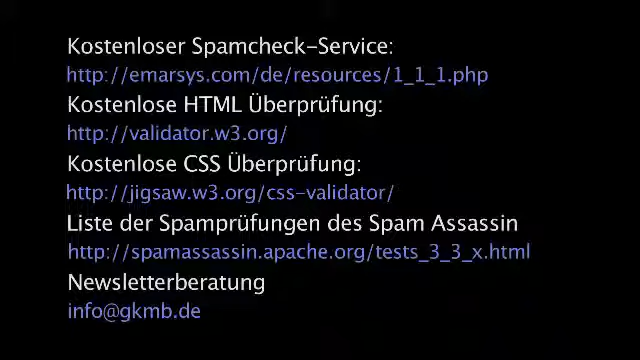 Kostenloser Spamcheck-Service:
http://emarsys.com/de/resources/1_1_1.php
Kostenlose HTML Überprüfung:
http://validator.w3.org/
Kostenlose CSS Überprüfung:
http://jigsaw.w3.org/css-validator/
Liste der Spamprüfungen des Spam Assassin
http://spamassassin.apache.org/tests_3_3_x.html
Newsletterberatung
info@gkmb.de